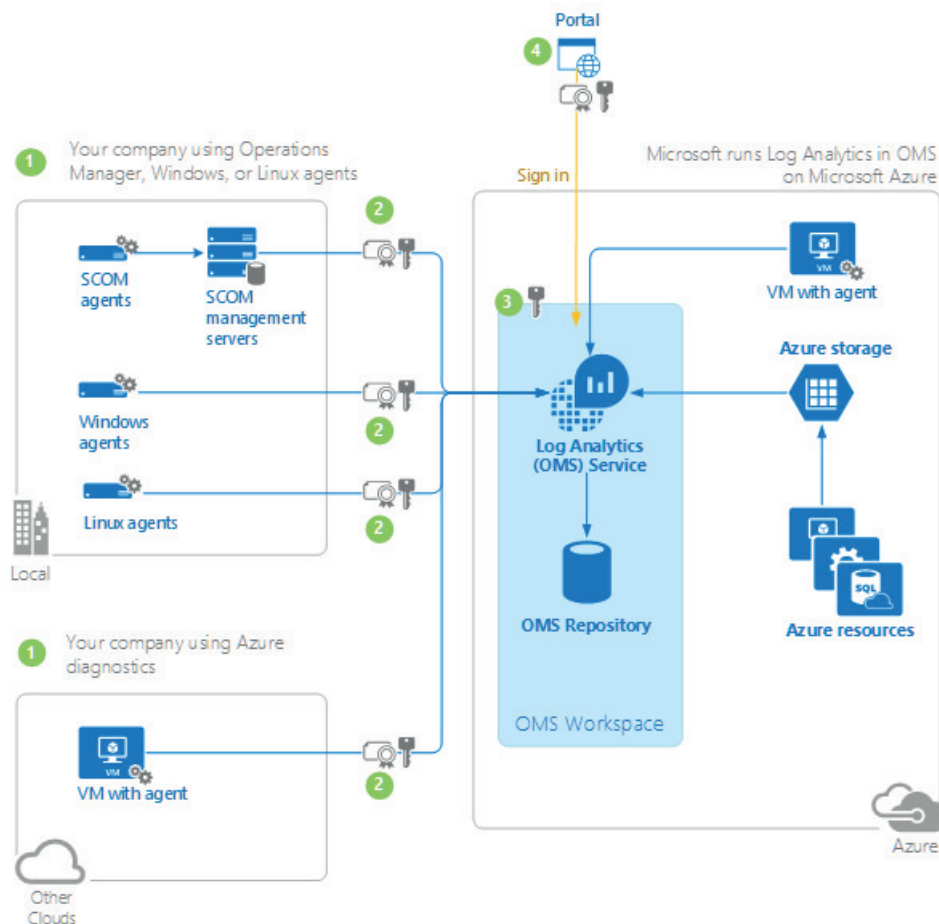 Portal
4
1
Your company using Operations
Manager, Windows, or Linux agents
Microsoft runs Log Analytics in OMS
on Microsoft Azure
Sign in
2
SCOM
agents
SCOM
management
servers
VM
VM with agent
3
Azure storage
Windows
agents
2
Log Analytics
(OMS) Service
Linux agents
2
Local
SQL
OMS Repository
Azure resources
1
Your company using Azure
diagnostics
OMS Workspace
VM
VM with agent
2
Azure
Other
Clouds